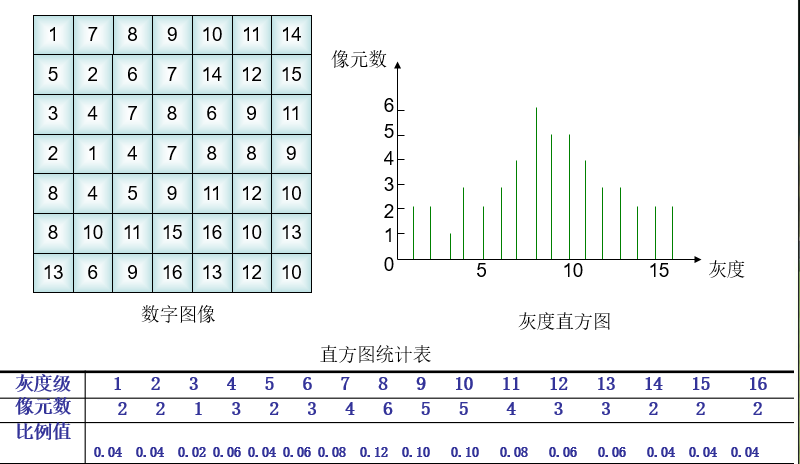 1 7 8 9 10 11 14
5 2 6 7 14 12 15
3 4 7 8 6 9 11
2 1 4 7 8 8 9
8 4 5 9 11 12 10
8 10 11 15 16 10 13
13 6 9 16 13 12 10
数字图像
像元数
6
5
4
3
2
1
0
5 10 15 灰度
灰度直方图
直方图统计表
灰度级 1 2 3 4 5 6 7 8 9 10 11 12 13 14 15 16
像元数 2 2 1 3 2 3 4 6 5 5 4 3 3 2 2 2
比例值
0.04 0.04 0.02 0.06 0.04 0.06 0.08 0.12 0.10 0.10 0.08 0.06 0.06 0.04 0.04 0.04